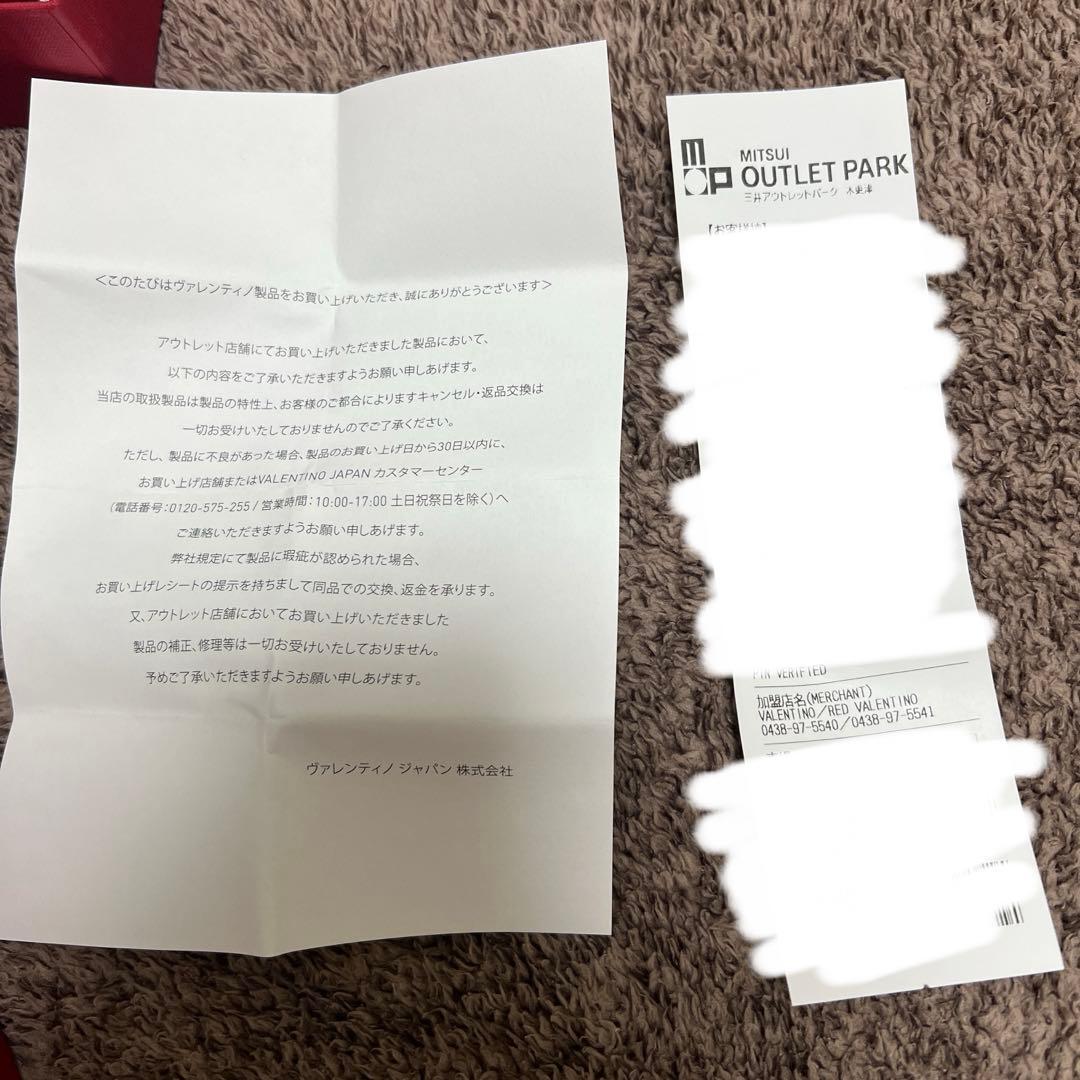 <このたびはヴァレンティノ製品をお買い上げいただき、誠にありがとうございます>
アウトレット店舗にてお買い上げいただきました製品において、
以下の内容をご了承いただきますようお願い申しあげます。
当店の取扱製品は製品の特性上、お客様のご都合によりますキャンセル・返品交換は
一切お受けいたしておりませんのでご了承ください。
ただし、製品に不良があった場合、製品のお買い上げ日から30日以内に、
お買い上げ店舗またはVALENTINO JAPAN カスタマーセンター
(電話番号:0120-575-255 / 営業時間:10:00-17:00 土日祝祭日を除く)へ
ご連絡いただきますようお願い申しあげます。
弊社規定にて製品に瑕疵が認められた場合、
お買い上げレシートの提示を持ちまして同品での交換、返金を承ります。
又、アウトレット店舗においてお買い上げいただきました
製品の補正、修理等は一切お受けいたしておりません。
予めご了承いただきますようお願い申しあげます。
ヴァレンティノ ジャパン 株式会社
MITSUI
OUTLET PARK
三井アウトレットパーク 木更津
PIN VERIFIED
加盟店名(MERCHANT)
VALENTINO/RED VALENTINO
0438-97-5540/0438-97-5541